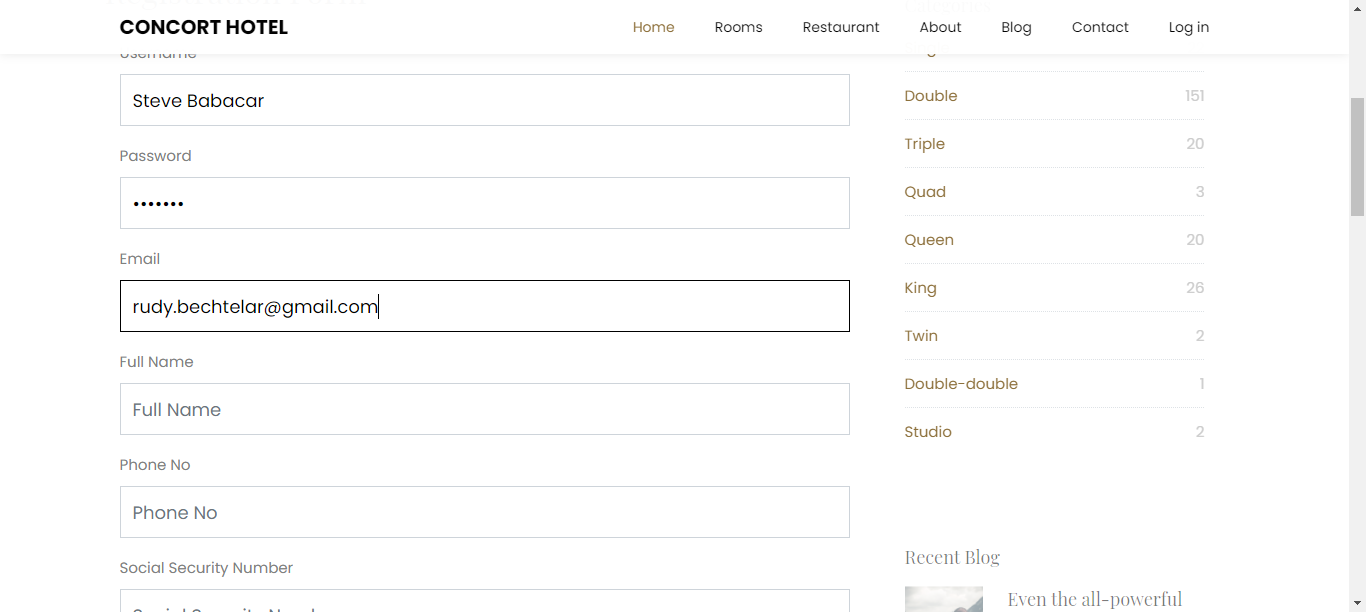 CONCORT HOTEL
Home Rooms Restaurant About Blog Contact Log in
Username
Steve Babacar
Password
•••••••
Email
rudy.bechtelar@gmail.com
Full Name
Full Name
Phone No
Phone No
Social Security Number
Double 151
Triple 20
Quad 3
Queen 20
King 26
Twin 2
Double-double 1
Studio 2
Recent Blog
Even the all-powerful